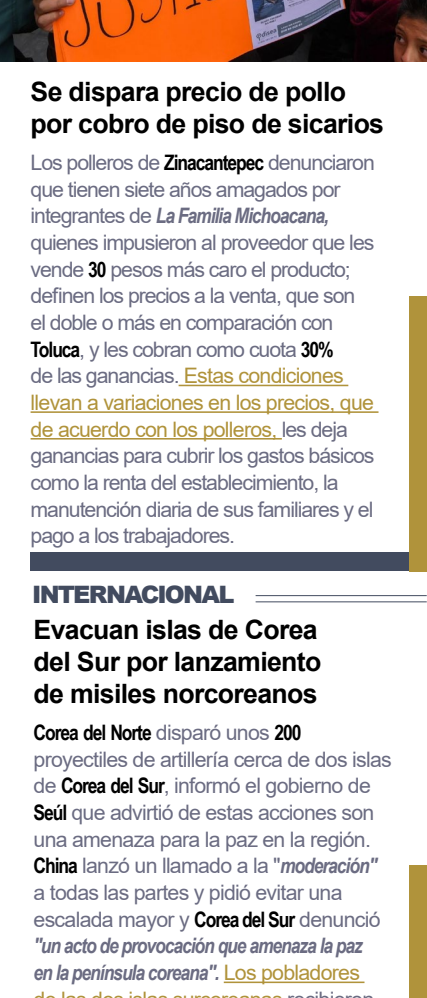 JUSTI
Se dispara precio de pollo
por cobro de piso de sicarios
Los polleros de Zinacantepec denunciaron
que tienen siete años amagados por
integrantes de La Familia Michoacana,
quienes impusieron al proveedor que les
vende 30 pesos más caro el producto;
definen los precios a la venta, que son
el doble o más en comparación con
Toluca, y les cobran como cuota 30%
de las ganancias. Estas condiciones
llevan a variaciones en los precios, que
de acuerdo con los polleros, les deja
ganancias para cubrir los gastos básicos
como la renta del establecimiento, la
manutención diaria de sus familiares y el
pago a los trabajadores.
INTERNACIONAL
Evacuan islas de Corea
del Sur por lanzamiento
de misiles norcoreanos
Corea del Norte disparó unos 200
proyectiles de artillería cerca de dos islas
de Corea del Sur, informó el gobierno de
Seúl que advirtió de estas acciones son
una amenaza para la paz en la región.
China lanzó un llamado a la "moderación"
a todas las partes y pidió evitar una
escalada mayor y Corea del Sur denunció
"un acto de provocación que amenaza la paz
en la península coreana". Los pobladores
de las dos islas surcoreanas recibieron